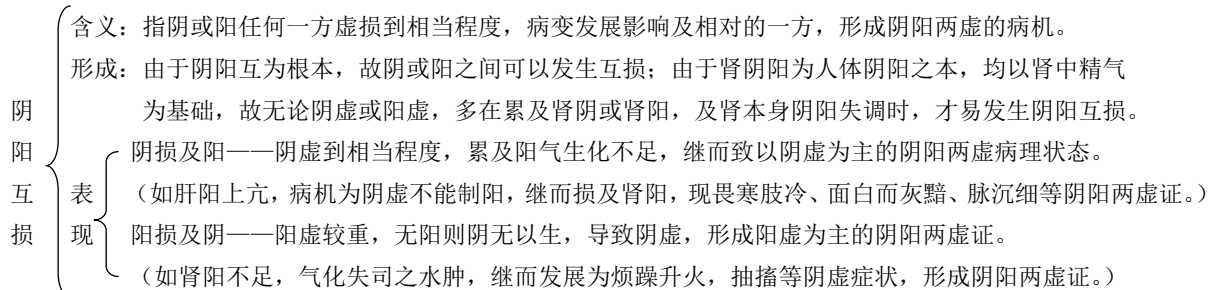 阴阳互损
含义：指阴或阳任何一方虚损到相当程度，病变发展影响及相对的一方，形成阴阳两虚的病机。
形成：由于阴阳互为根本，故阴或阳之间可以发生互损；由于肾阴阳为人体阴阳之本，均以肾中精气
为基础，故无论阴虚或阳虚，多在累及肾阴或肾阳，及肾本身阴阳失调时，才易发生阴阳互损。
表现
阴损及阳——阴虚到相当程度，累及阳气生化不足，继而致以阴虚为主的阴阳两虚病理状态。
（如肝阳上亢，病机为阴虚不能制阳，继而损及肾阳，现畏寒肢冷、面白而灰黯、脉沉细等阴阳两虚证。）
阳损及阴——阳虚较重，无阳则阴无以生，导致阴虚，形成阳虚为主的阴阳两虚证。
（如肾阳不足，气化失司之水肿，继而发展为烦躁升火，抽搐等阴虚症状，形成阴阳两虚证。）